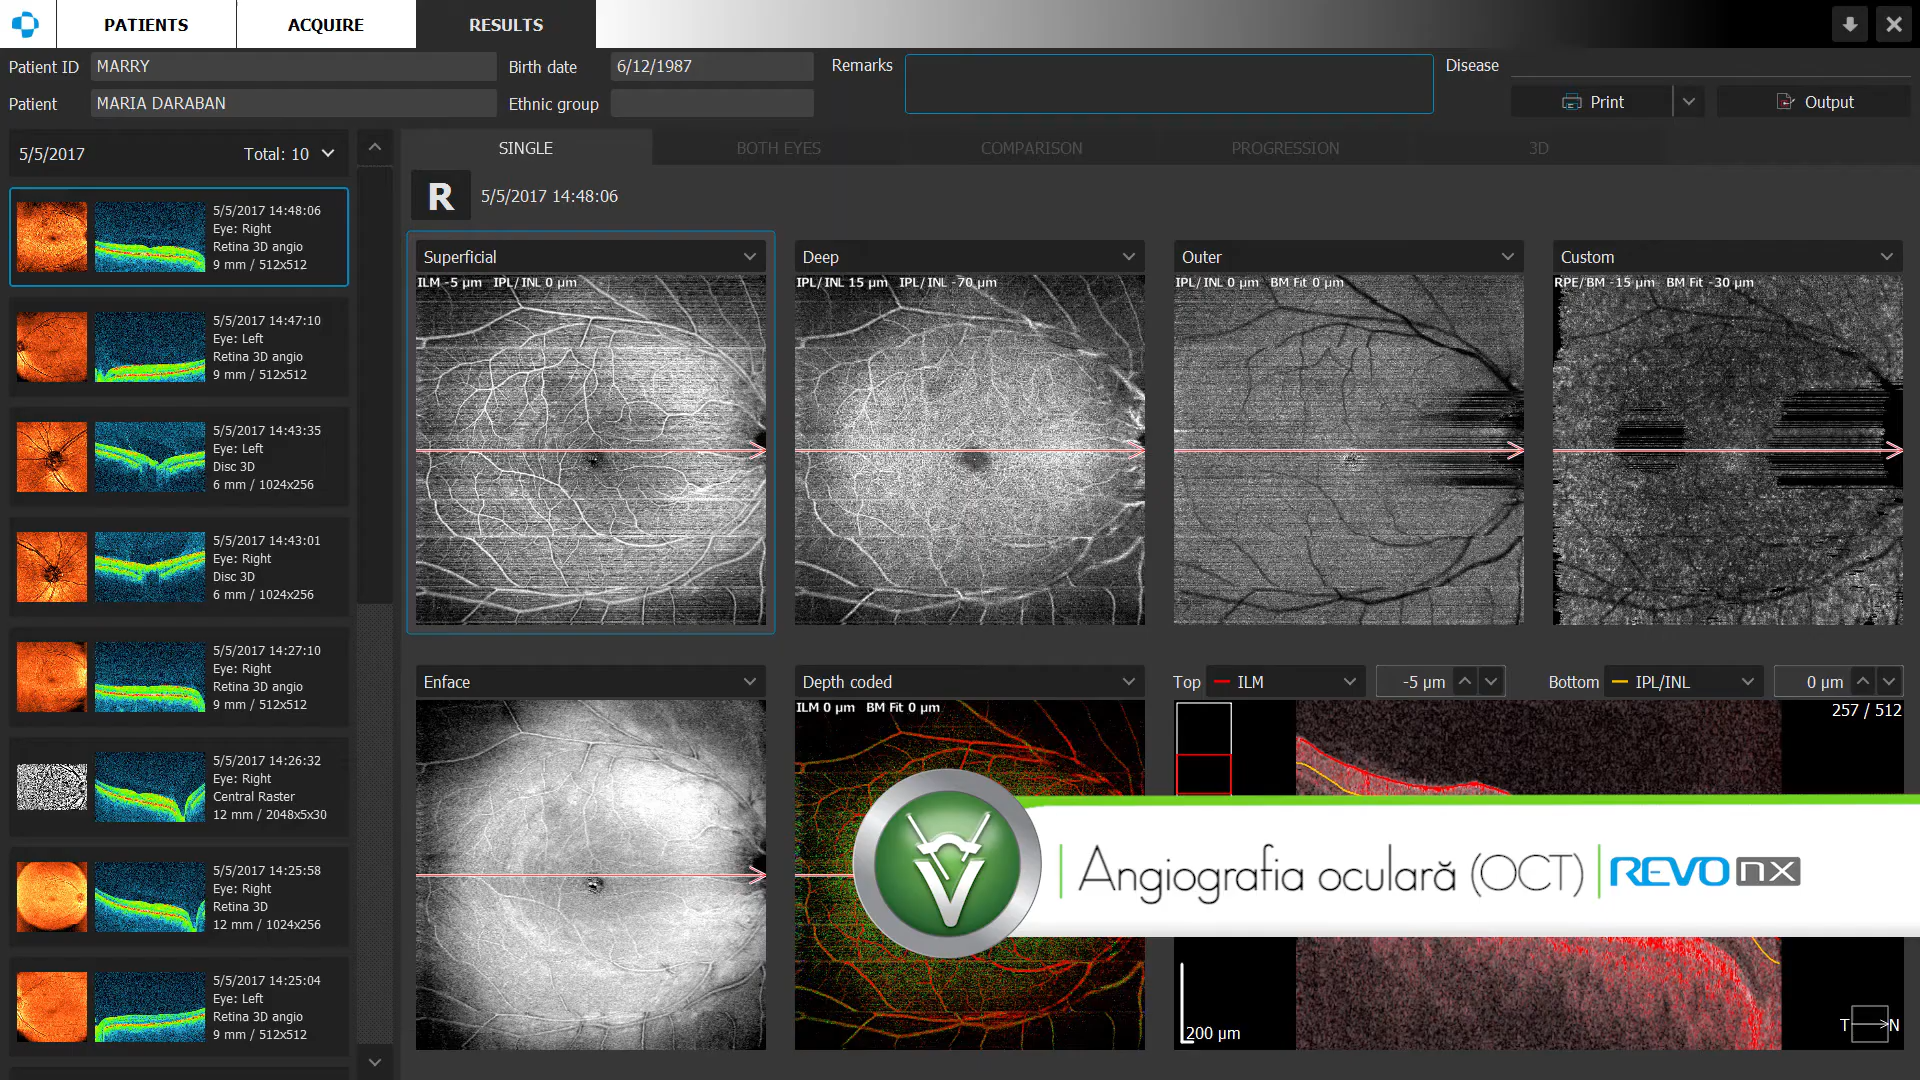 PATIENTS ACQUIRE RESULTS
Patient ID MARRY Birth date 6/12/1987 Remarks Disease
Patient MARIA DARABAN Ethnic group Print Output
5/5/2017 Total: 10
SINGLE BOTH EYES COMPARISON PROGRESSION 3D
R 5/5/2017 14:48:06
5/5/2017 14:48:06
Eye: Right
Retina 3D angio
9 mm / 512x512
5/5/2017 14:47:10
Eye: Left
Retina 3D angio
9 mm / 512x512
5/5/2017 14:43:35
Eye: Left
Disc 3D
6 mm / 1024x256
5/5/2017 14:43:01
Eye: Right
Disc 3D
6 mm / 1024x256
5/5/2017 14:27:10
Eye: Right
Retina 3D angio
9 mm / 512x512
5/5/2017 14:26:32
Eye: Right
Central Raster
12 mm / 2048x5x30
5/5/2017 14:25:58
Eye: Right
Retina 3D
12 mm / 1024x256
5/5/2017 14:25:04
Eye: Left
Retina 3D angio
9 mm / 512x512
Superficial
ILM -5 µm IPL/INL 0 µm
Deep
IPL/INL 15 µm IPL/INL -70 µm
Outer
IPL/INL 0 µm BM Fit 0 µm
Custom
RPE/BM -15 µm BM Fit -30 µm
Enface
Depth coded
ILM 0 µm BM Fit 0 µm
Top ILM -5 µm Bottom IPL/INL 0 µm
257 / 512
Angiografia oculară (OCT) REVO NX
200 µm
T N